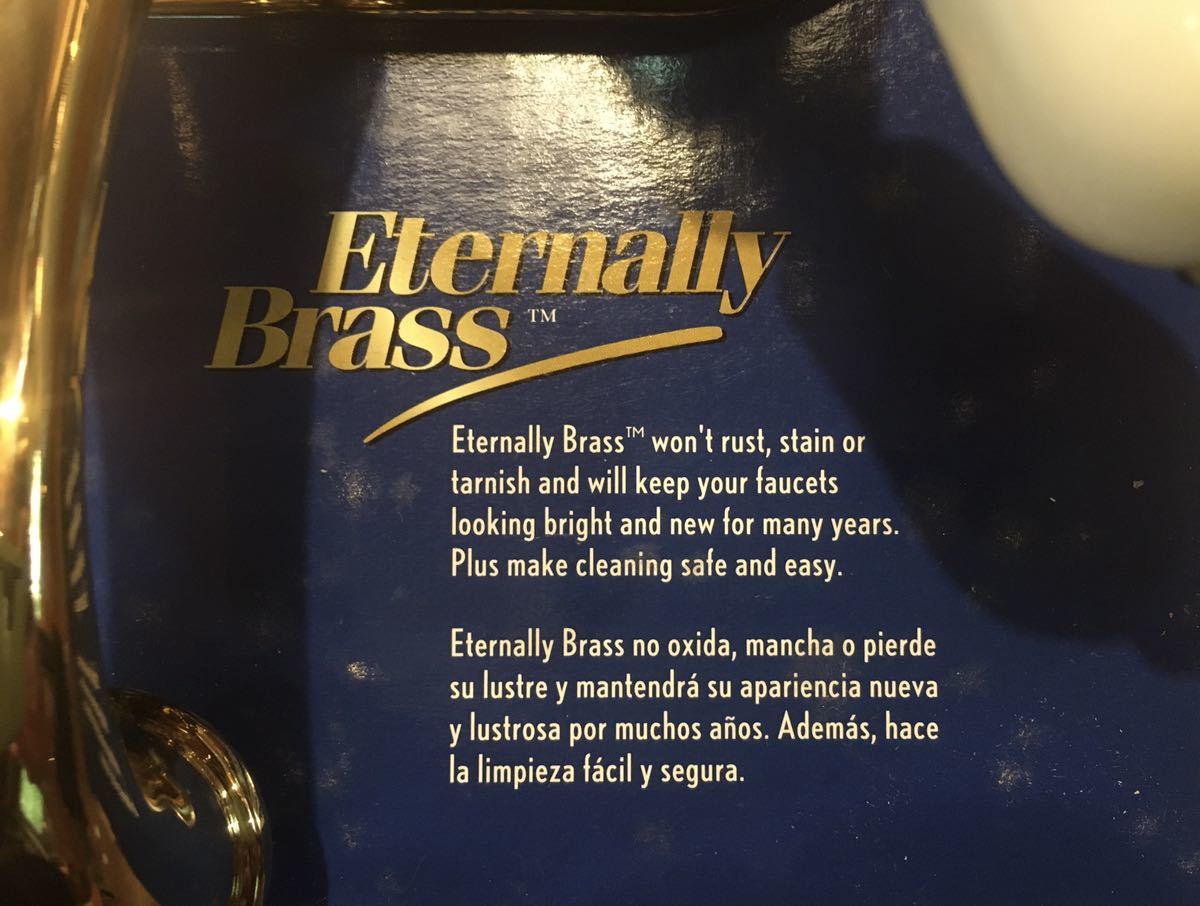 Eternally
Brass™
Eternally Brass™ won't rust, stain or
tarnish and will keep your faucets
looking bright and new for many years.
Plus make cleaning safe and easy.
Eternally Brass no oxida, mancha o pierde
su lustre y mantendrá su apariencia nueva
y lustrosa por muchos años. Además, hace
la limpieza fácil y segura.